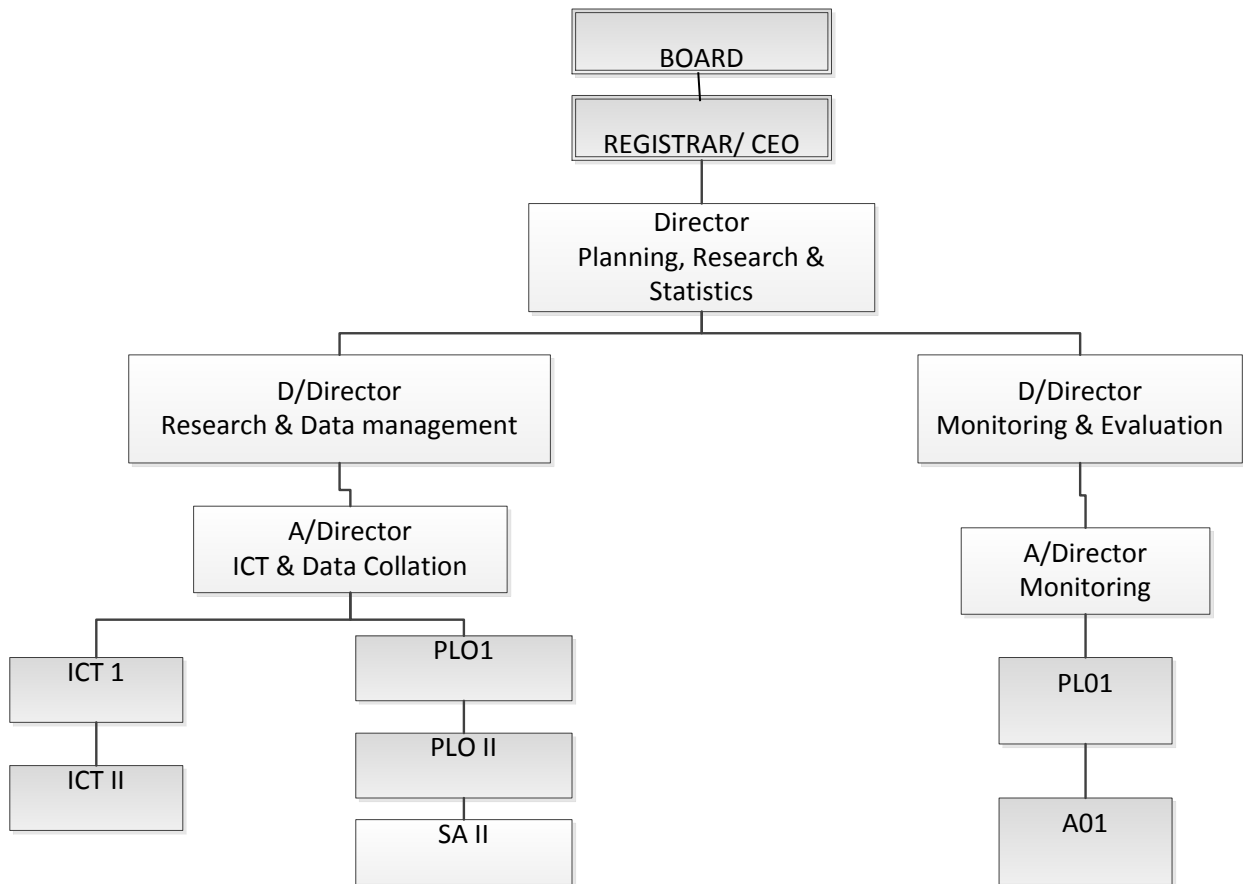 BOARD
REGISTRAR/ CEO
Director
Planning, Research &
Statistics
D/Director
Research & Data management
D/Director
Monitoring & Evaluation
A/Director
ICT & Data Collation
A/Director
Monitoring
ICT 1
PLO1
PL01
ICT II
PLO II
SA II
A01